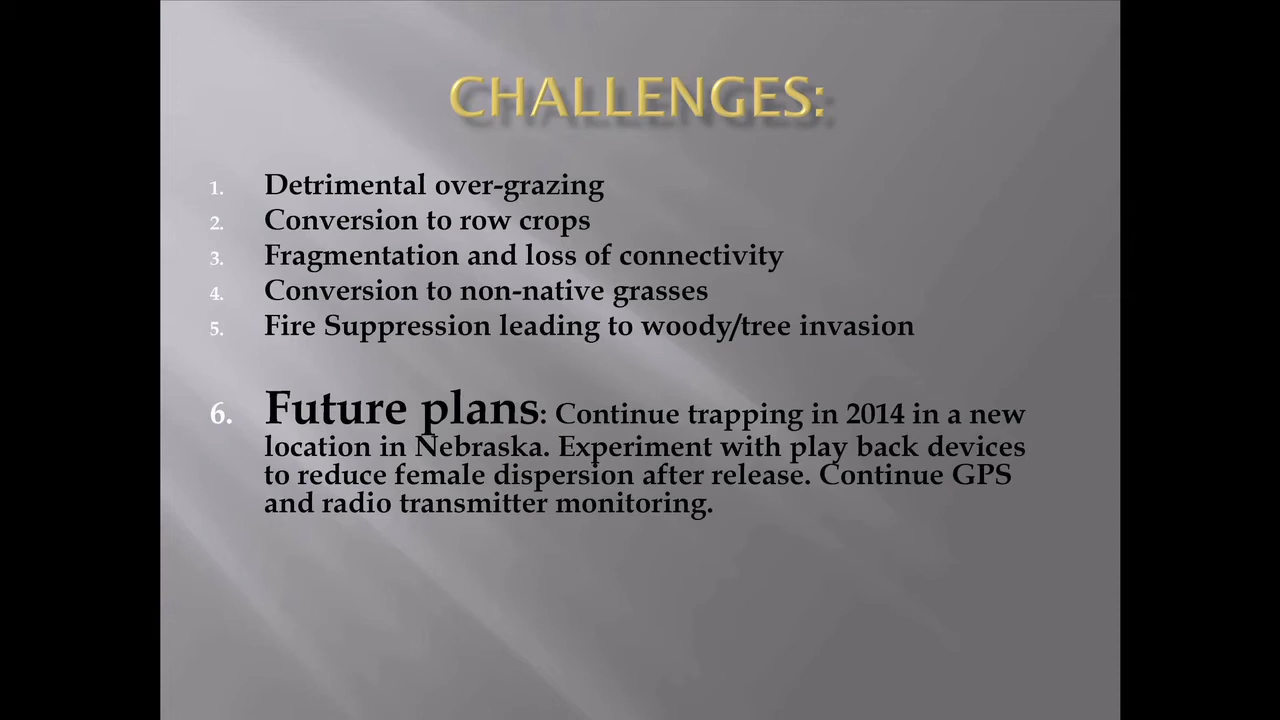 CHALLENGES:
1. Detrimental over-grazing
2. Conversion to row crops
3. Fragmentation and loss of connectivity
4. Conversion to non-native grasses
5. Fire Suppression leading to woody/tree invasion
6. Future plans: Continue trapping in 2014 in a new
location in Nebraska. Experiment with play back devices
to reduce female dispersion after release. Continue GPS
and radio transmitter monitoring.